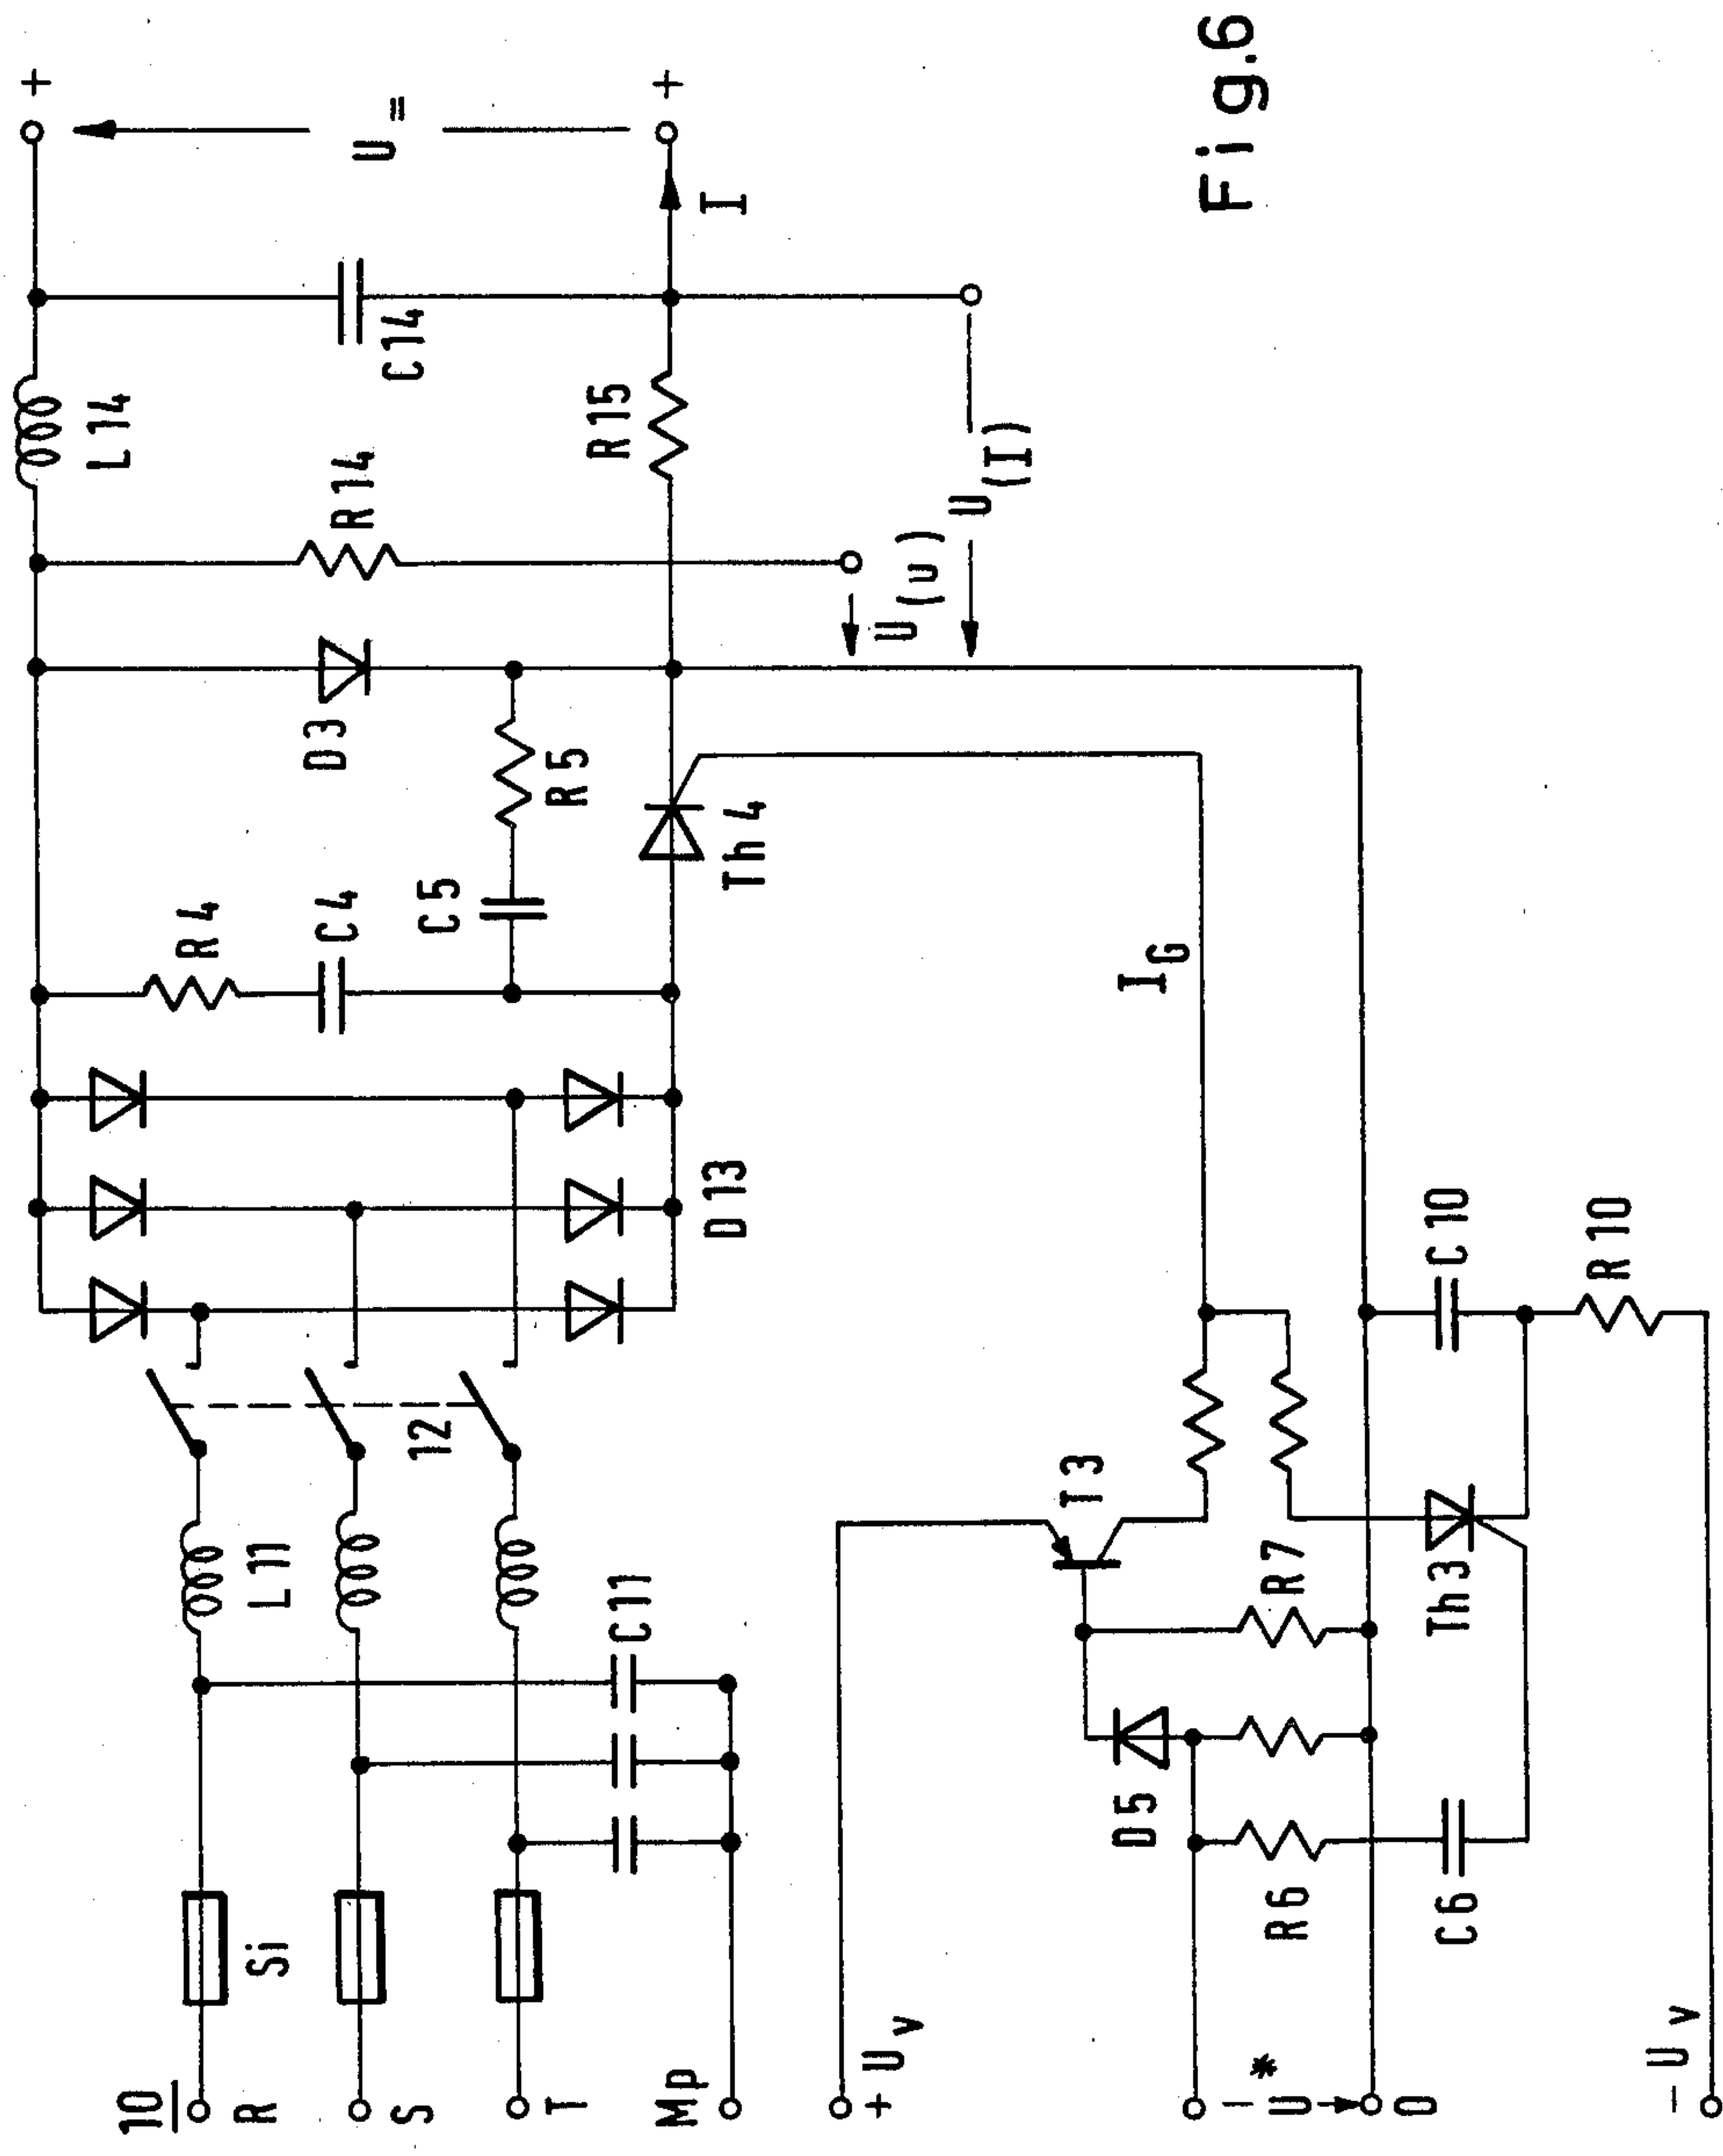 10
R
S
T
Mp
Si
L11
C11
12
D13
R4
C4
C5
R5
D3
Th4
R14
L14
R15
C14
+
U=
+
I
U(u)
U(I)
+Uv
U*
0
-Uv
D5
R6
C6
R7
T3
Th3
IG
C10
R10
Fig.6